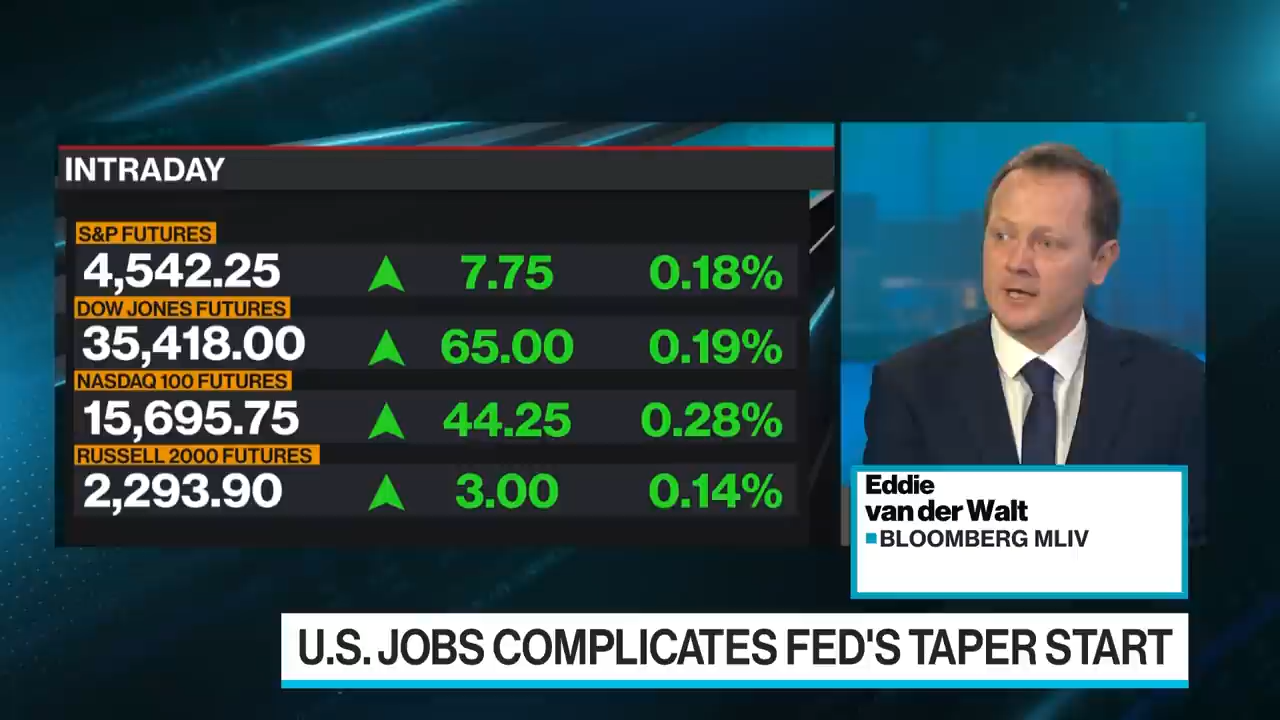 INTRADAY
S&P FUTURES
4,542.25 ▲ 7.75 0.18%
DOW JONES FUTURES
35,418.00 ▲ 65.00 0.19%
NASDAQ 100 FUTURES
15,695.75 ▲ 44.25 0.28%
RUSSELL 2000 FUTURES
2,293.90 ▲ 3.00 0.14%
Eddie
van der Walt
BLOOMBERG MLIV
U.S. JOBS COMPLICATES FED'S TAPER START